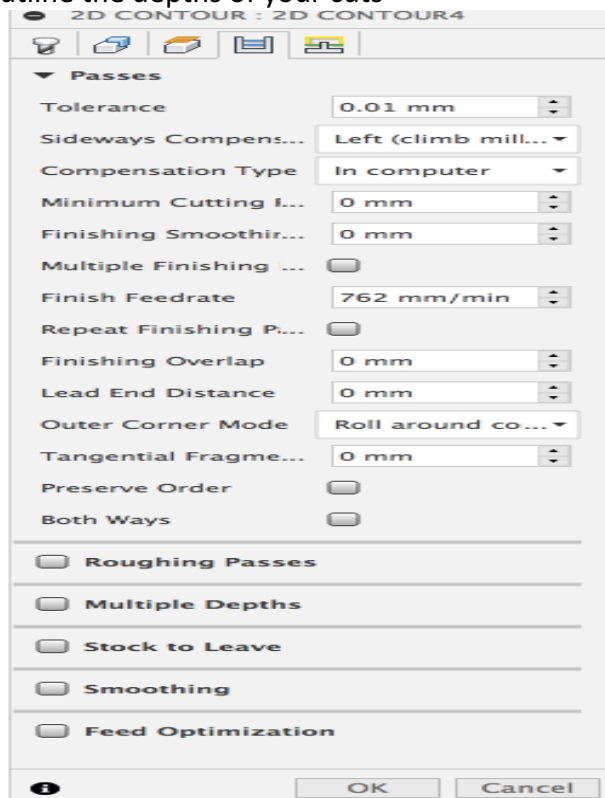 utline the depths of your cuts
2D CONTOUR : 2D CONTOUR4
Passes
Tolerance 0.01 mm
Sideways Compens... Left (climb mill...
Compensation Type In computer
Minimum Cutting ... 0 mm
Finishing Smoothin... 0 mm
Multiple Finishing ...
Finish Feedrate 762 mm/min
Repeat Finishing P...
Finishing Overlap 0 mm
Lead End Distance 0 mm
Outer Corner Mode Roll around co...
Tangential Fragme... 0 mm
Preserve Order
Both Ways
Roughing Passes
Multiple Depths
Stock to Leave
Smoothing
Feed Optimization
OK Cancel